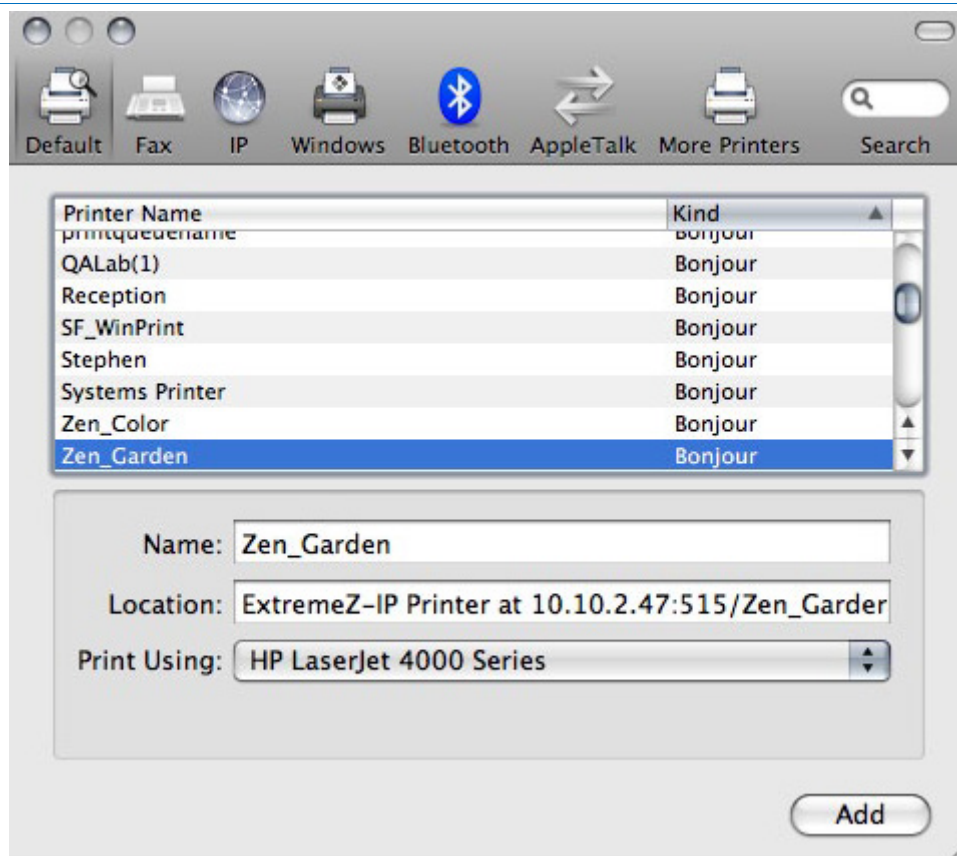 Default Fax IP Windows Bluetooth AppleTalk More Printers Search
Printer Name Kind
printqueuename Bonjour
QALab(1) Bonjour
Reception Bonjour
SF_WinPrint Bonjour
Stephen Bonjour
Systems Printer Bonjour
Zen_Color Bonjour
Zen_Garden Bonjour
Name: Zen_Garden
Location: ExtremeZ-IP Printer at 10.10.2.47:515/Zen_Garder
Print Using: HP LaserJet 4000 Series
Add